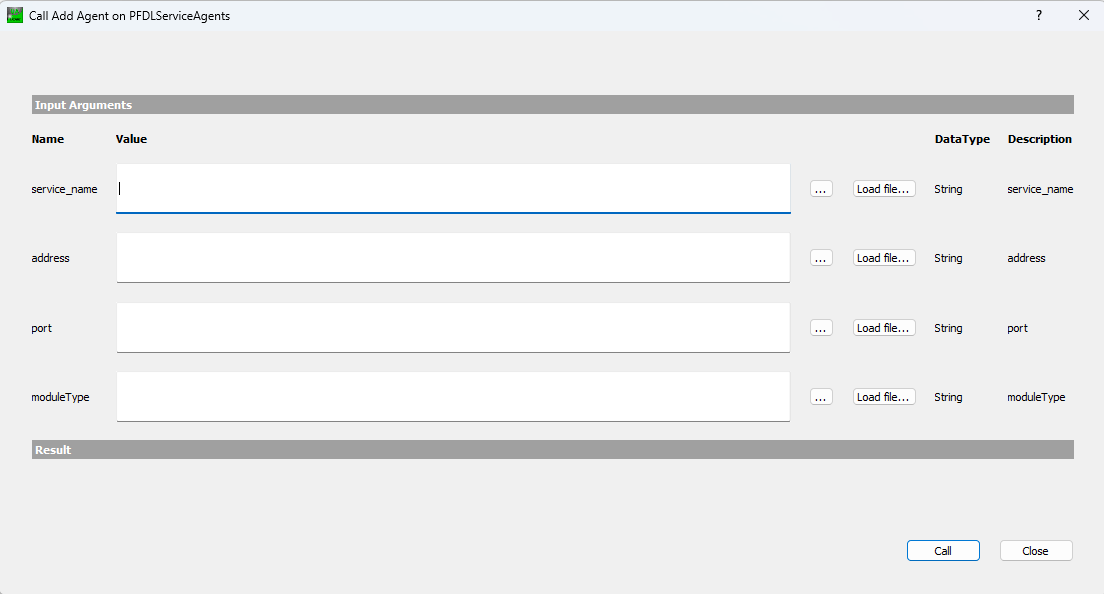 Call Add Agent on PFDLServiceAgents ?
Input Arguments
Name Value DataType Description
service_name ... Load file... String service_name
address ... Load file... String address
port ... Load file... String port
moduleType ... Load file... String moduleType
Result
Call Close